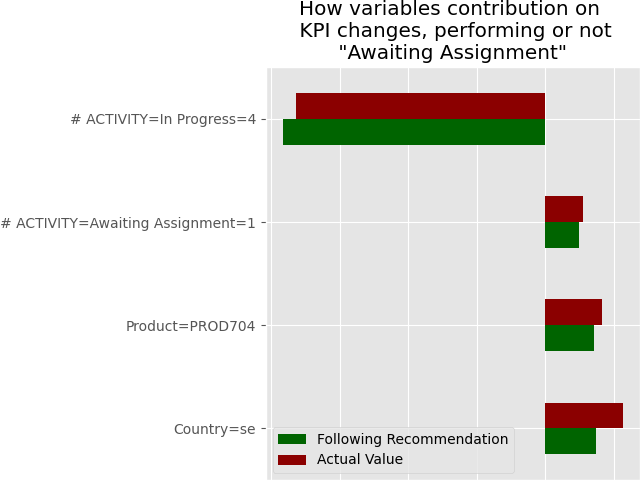 How variables contribution on
KPI changes, performing or not
"Awaiting Assignment"
# ACTIVITY=In Progress=4
# ACTIVITY=Awaiting Assignment=1
Product=PROD704
Country=se
Following Recommendation
Actual Value